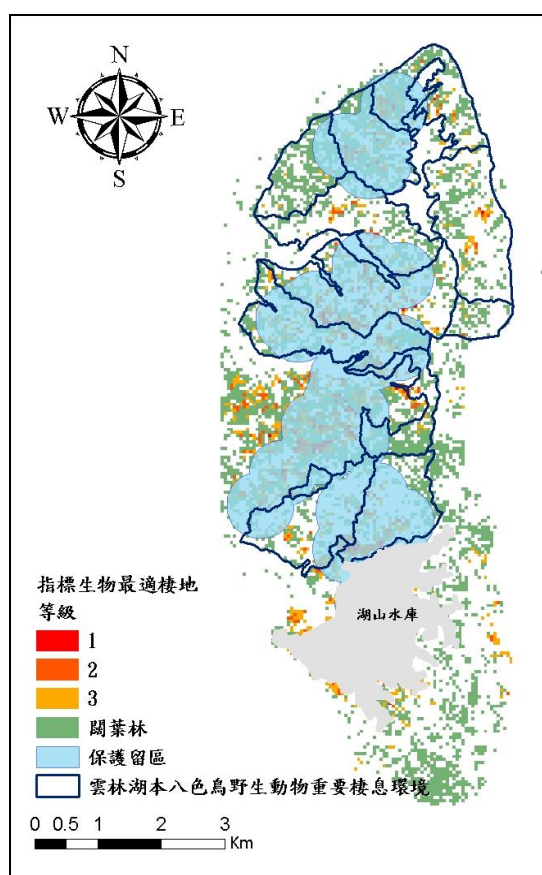 N
W E
S
指標生物最適棲地
等級
1
2
3
闊葉林
保護留區
雲林湖本八色鳥野生動物重要棲息環境
湖山水庫
0 0.5 1 2 3
Km